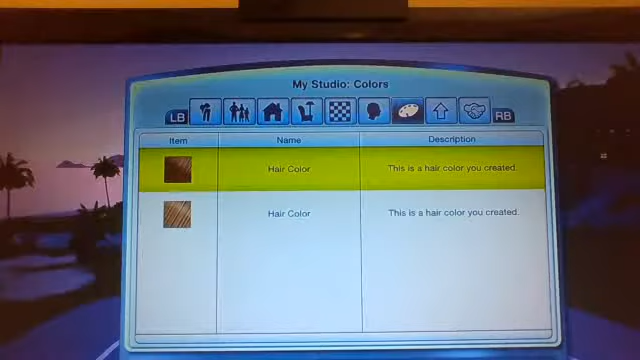 My Studio: Colors
LB RB
Item Name Description
Hair Color This is a hair color you created.
Hair Color This is a hair color you created.